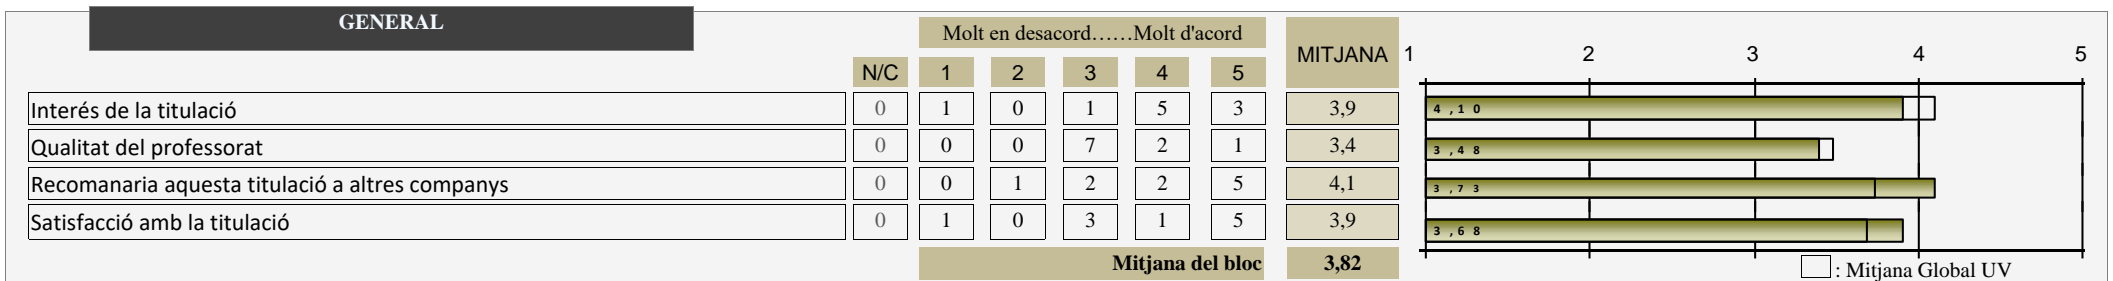 GENERAL
Molt en desacord……Molt d'acord
MITJANA
1 2 3 4 5
N/C 1 2 3 4 5
Interés de la titulació 0 1 0 1 5 3 3,9 4,10
Qualitat del professorat 0 0 0 7 2 1 3,4 3,48
Recomanaria aquesta titulació a altres companys 0 0 1 2 2 5 4,1 3,73
Satisfacció amb la titulació 0 1 0 3 1 5 3,9 3,68
Mitjana del bloc 3,82
: Mitjana Global UV